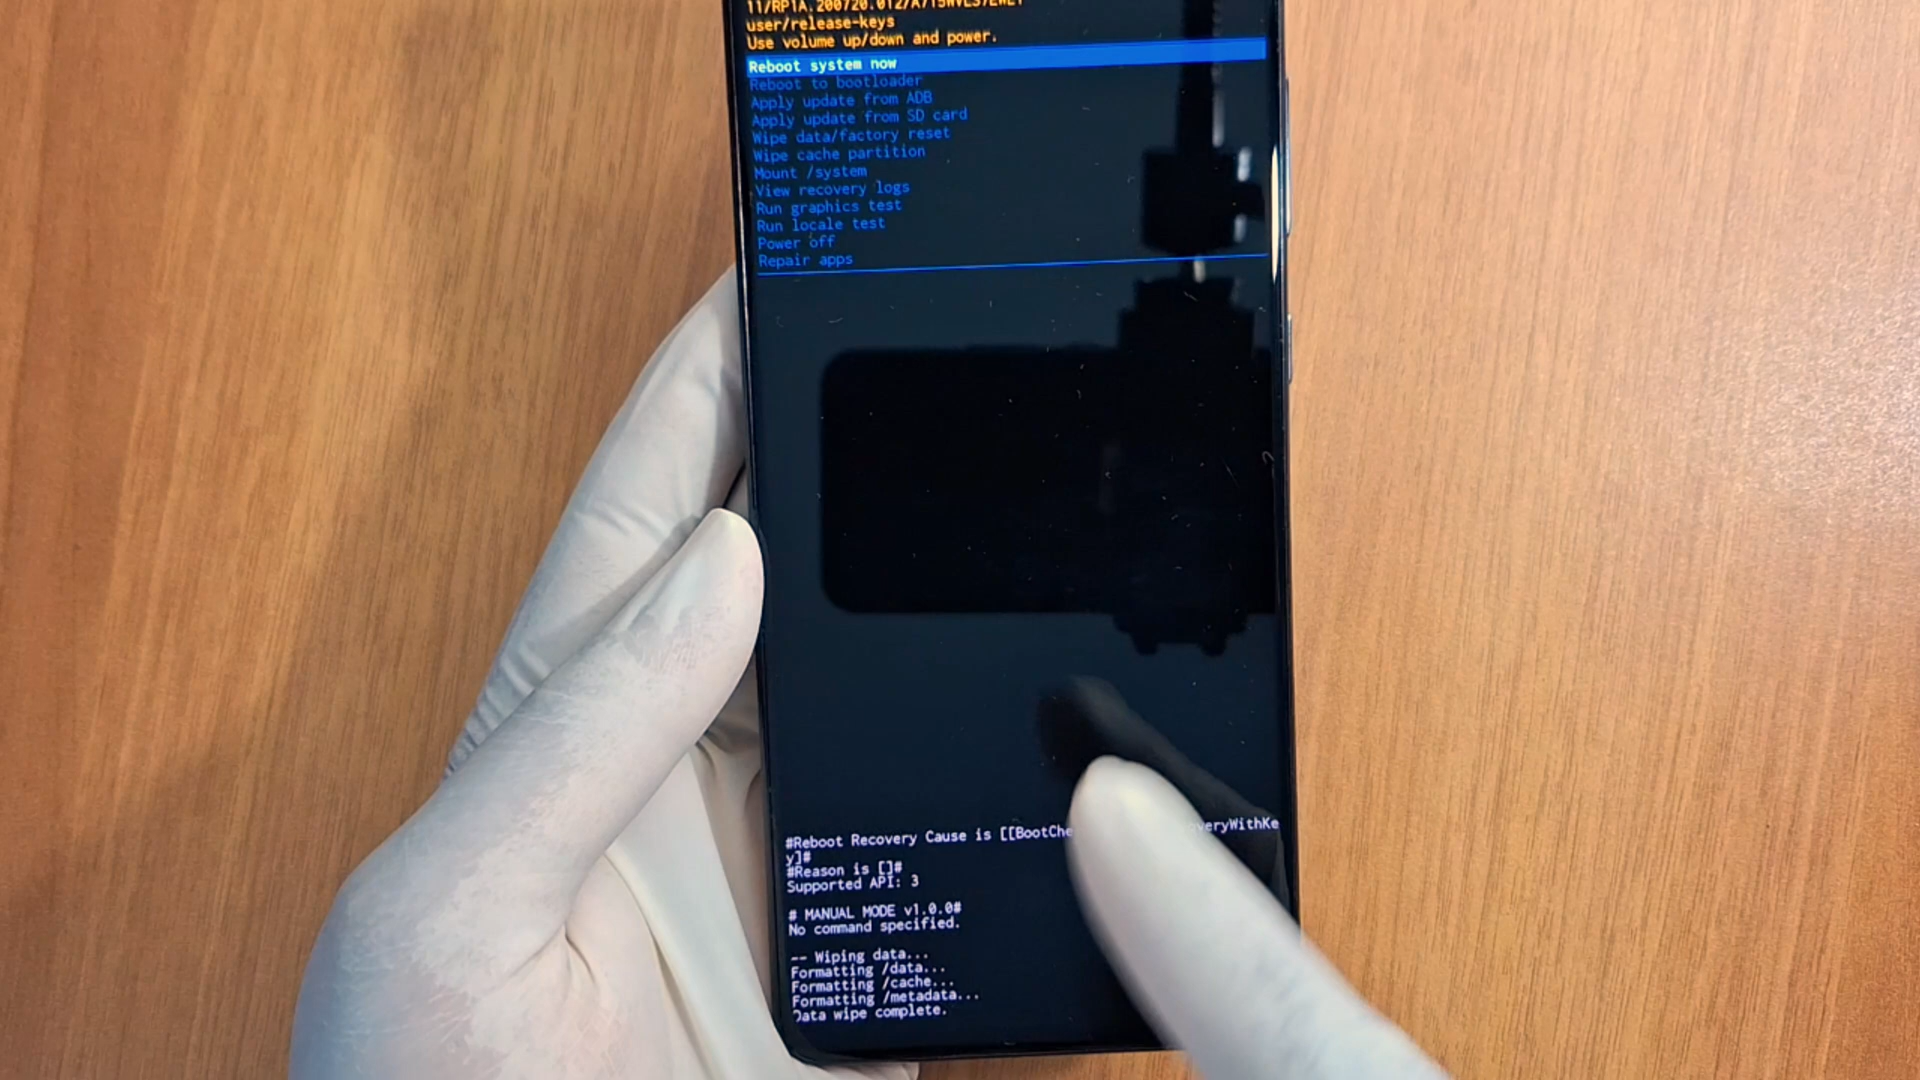 user/release-keys
Use volume up/down and power.
Reboot system now
Reboot to bootloader
Apply update from ADB
Apply update from SD card
Wipe data/factory reset
Wipe cache partition
Mount /system
View recovery logs
Run graphics test
Run locale test
Power off
Repair apps
#Reboot Recovery Cause is [[BootChe
y]#
#Reason is []#
Supported API: 3
# MANUAL MODE v1.0.0#
No command specified.
-- Wiping data...
Formatting /data...
Formatting /cache...
Formatting /metadata...
Data wipe complete.